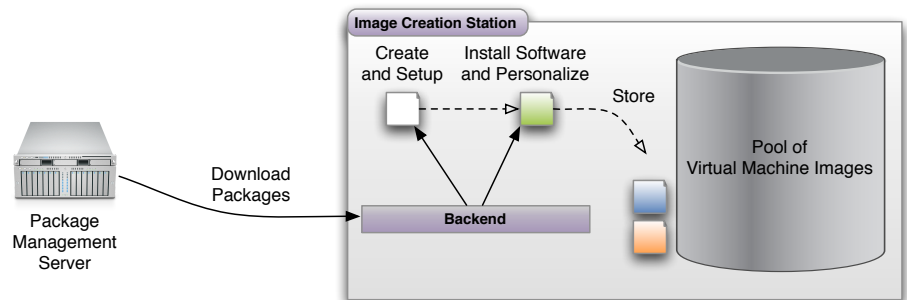 Image Creation Station
Create
and Setup
Install Software
and Personalize
Store
Pool of
Virtual Machine Images
Download
Packages
Backend
Package
Management
Server